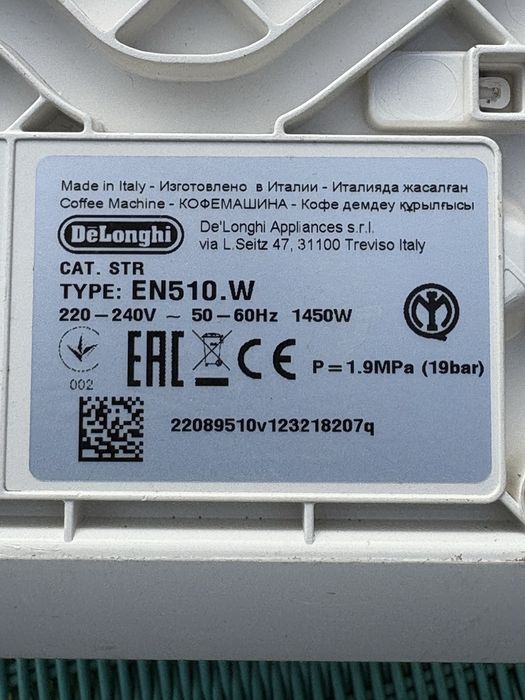 Made in Italy - Изготовлено в Италии - Италияда жасалған
Coffee Machine - КОФЕМАШИНА - Кофе демдеу құрылғысы
DeLonghi
De'Longhi Appliances s.r.l.
via L.Seitz 47, 31100 Treviso Italy
CAT. STR
TYPE: EN510.W
220-240V ~ 50-60Hz 1450W
002
EAC
CE
P=1.9MPa (19bar)
22089510v123218207q